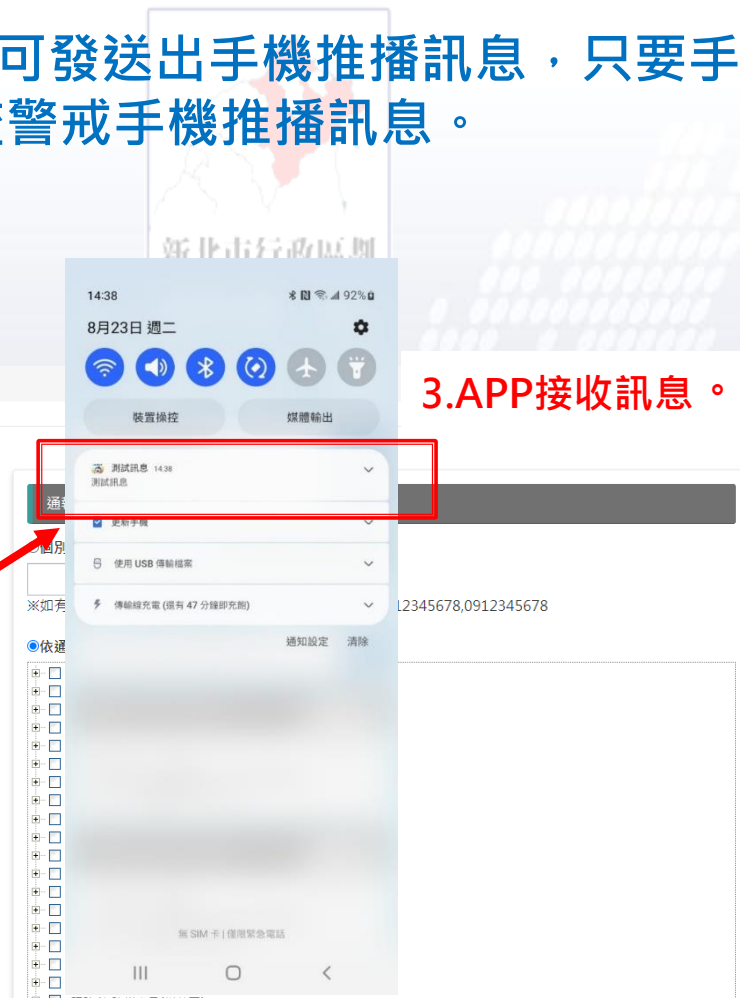 可發送出手機推播訊息，只要手
警戒手機推播訊息。
新北市行政區劃
14:38
92%
8月23日 週二
3.APP接收訊息。
裝置操控
媒體輸出
測試訊息 14:38
測試訊息
通
更新手機
個別
使用 USB 傳輸檔案
※如有
12345678,0912345678
傳輸線充電 (還有 47 分鐘即充飽)
依通
通知設定
清除
無 SIM 卡 | 僅限緊急電話